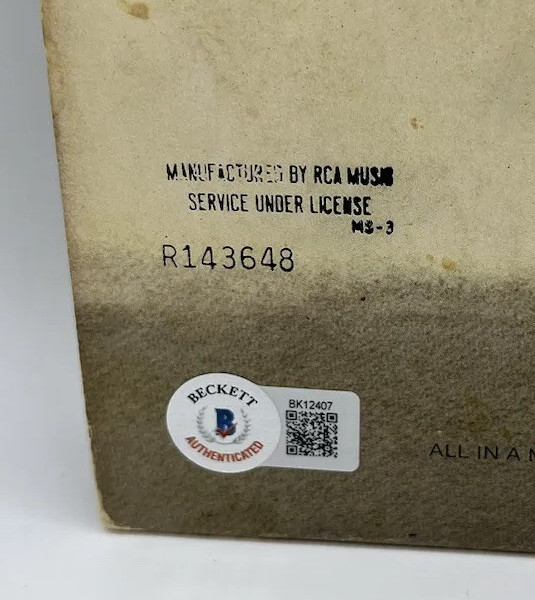 MANUFACTURED BY RCA MUSIC
SERVICE UNDER LICENSE
MS-3
R143648
BECKETT
B
AUTHENTICATED
BK12407
ALL IN A